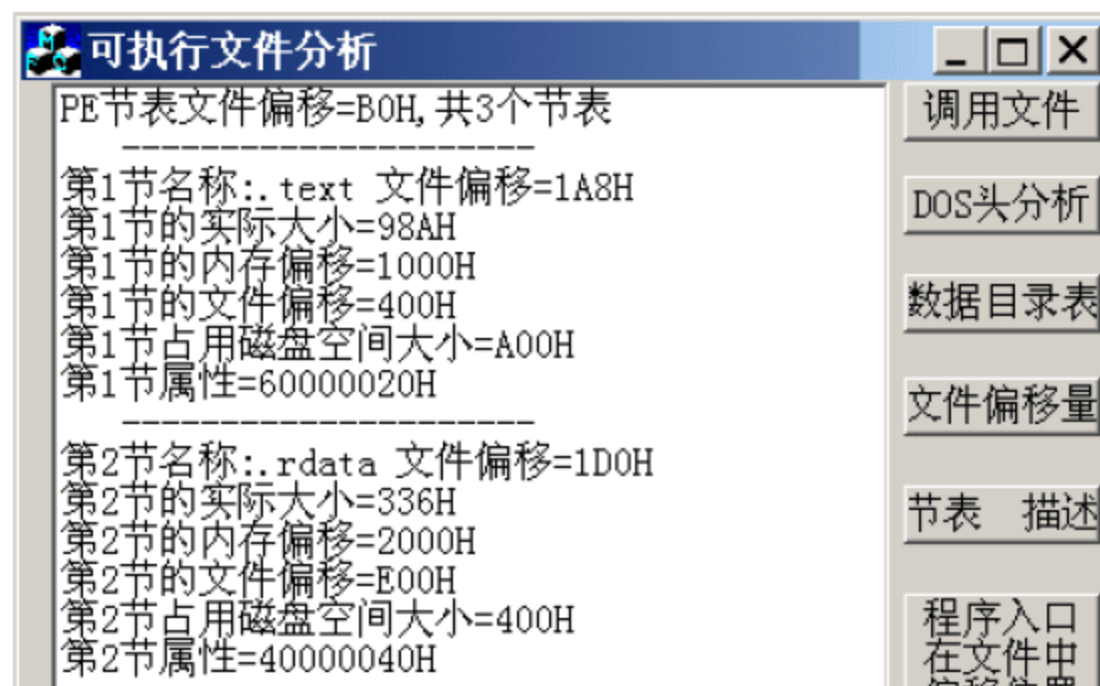 可执行文件分析
PE节表文件偏移=B0H,共3个节表
---------------------
第1节名称:.text 文件偏移=1A8H
第1节的实际大小=98AH
第1节的内存偏移=1000H
第1节的文件偏移=400H
第1节占用磁盘空间大小=A00H
第1节属性=60000020H
---------------------
第2节名称:.rdata 文件偏移=1D0H
第2节的实际大小=336H
第2节的内存偏移=2000H
第2节的文件偏移=E00H
第2节占用磁盘空间大小=400H
第2节属性=40000040H
调用文件
DOS头分析
数据目录表
文件偏移量
节表 描述
程序入口
在文件中
偏移位置